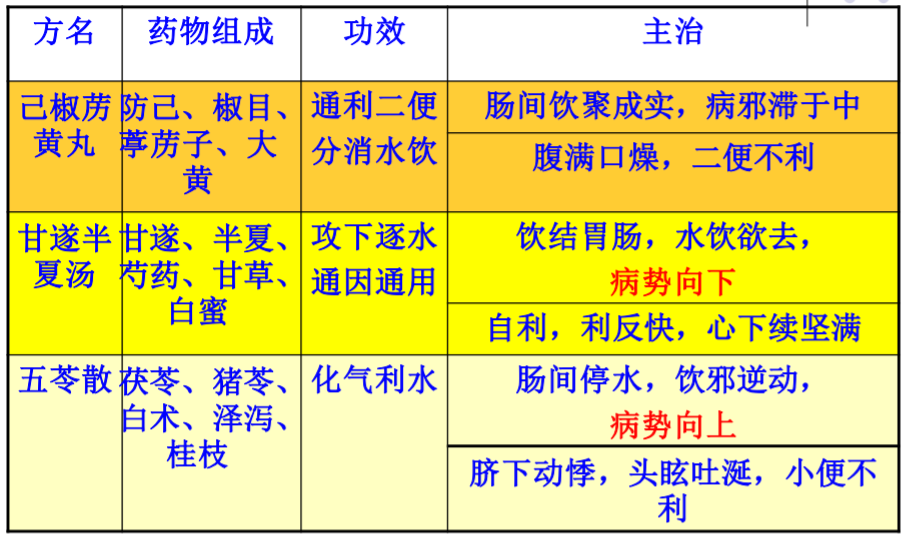 方名 药物组成 功效 主治
己椒苈
黄丸
防己、椒目、
葶苈子、大
黄
通利二便
分消水饮
肠间饮聚成实，病邪滞于中
腹满口燥，二便不利
甘遂半
夏汤
甘遂、半夏、
芍药、甘草、
白蜜
攻下逐水
通因通用
饮结胃肠，水饮欲去，
病势向下
自利，利反快，心下续坚满
五苓散
茯苓、猪苓、
白术、泽泻、
桂枝
化气利水
肠间停水，饮邪逆动，
病势向上
脐下动悸，头眩吐涎，小便不
利